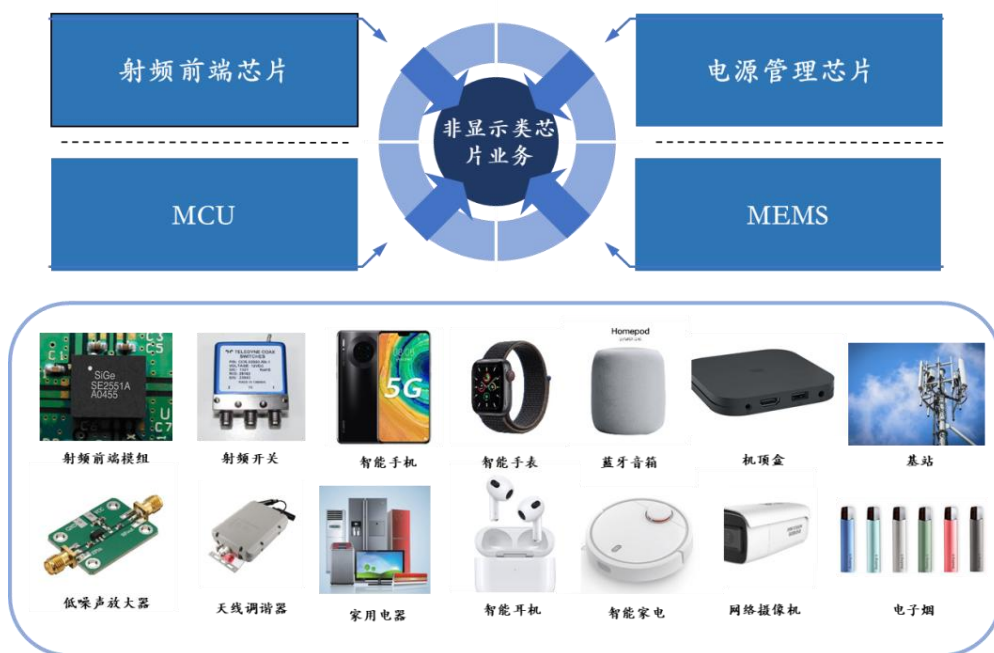 射频前端芯片
电源管理芯片
非显示类芯
片业务
MCU
MEMS
SiGe
SE2551A
A0455
TELEDYNE COAX
SWITCHES
5G
Homepod
射频前端模组
射频开关
智能手机
智能手表
蓝牙音箱
机顶盒
基站
低噪声放大器
天线调谐器
家用电器
智能耳机
智能家电
网络摄像机
电子烟